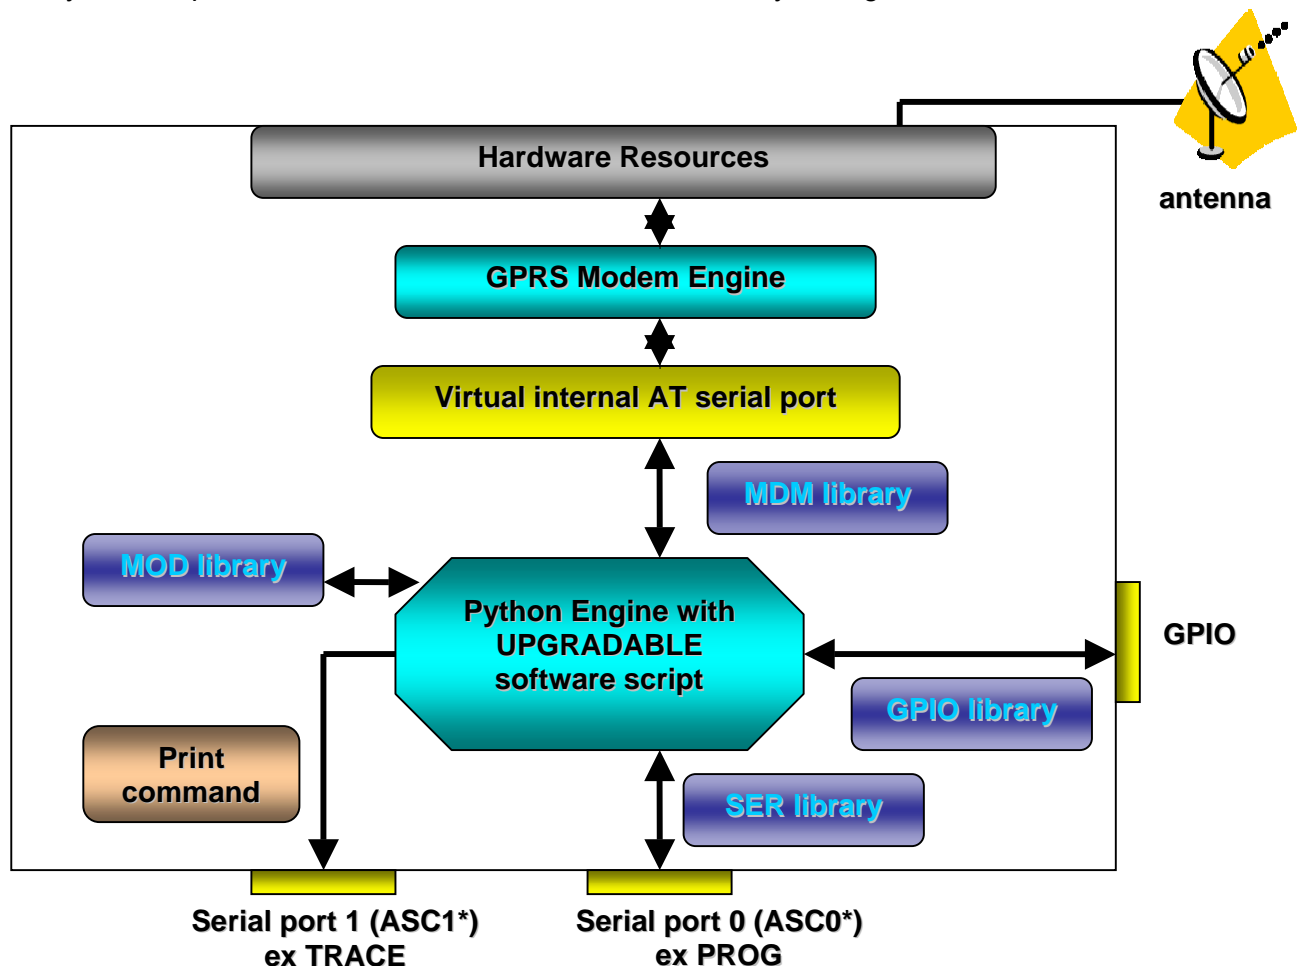 Hardware Resources
antenna
GPRS Modem Engine
Virtual internal AT serial port
MDM library
MOD library
Python Engine with
UPGRADABLE
software script
GPIO
GPIO library
Print
command
SER library
Serial port 1 (ASC1*)
ex TRACE
Serial port 0 (ASC0*)
ex PROG